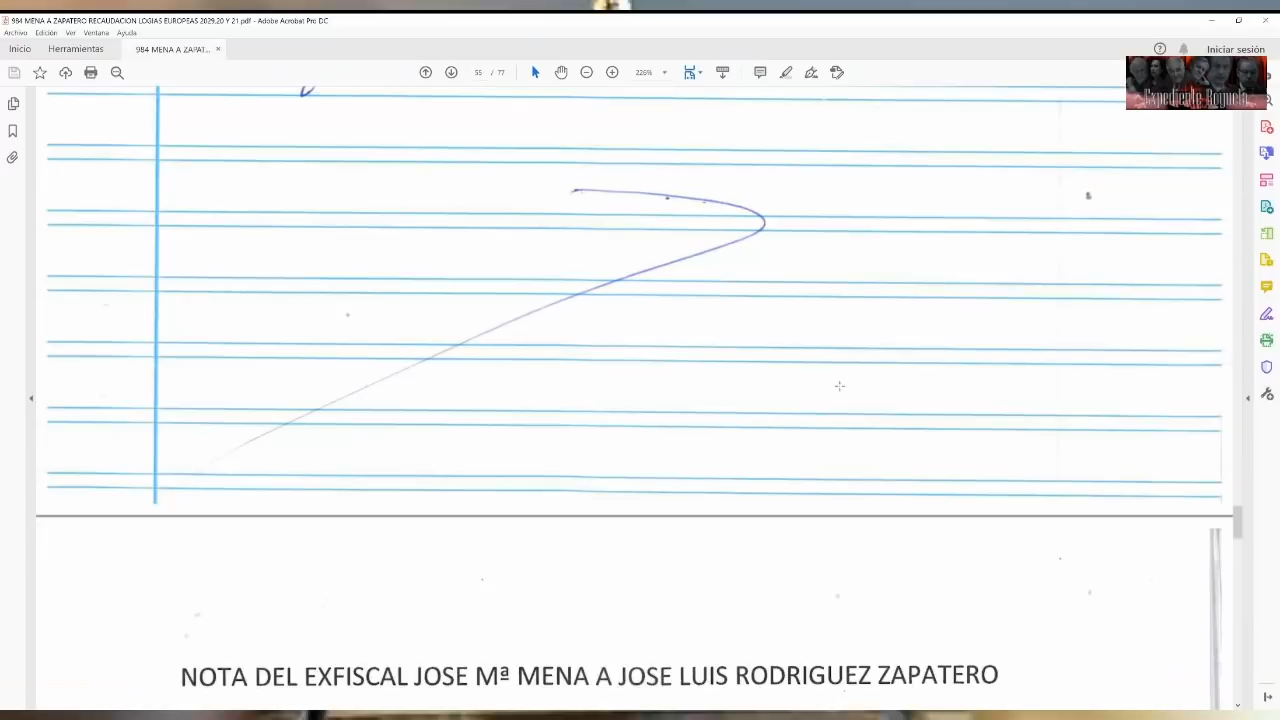 984 MENA A ZAPATERO RECAUDACION LOGIAS EUROPEAS 2029.20 Y 21.pdf - Adobe Acrobat Pro DC
Archivo Edición Ver Ventana Ayuda
Inicio Herramientas 984 MENA A ZAPAT... × Iniciar sesión
55 / 77 226%
Expediente Royuela
NOTA DEL EXFISCAL JOSE Mª MENA A JOSE LUIS RODRIGUEZ ZAPATERO